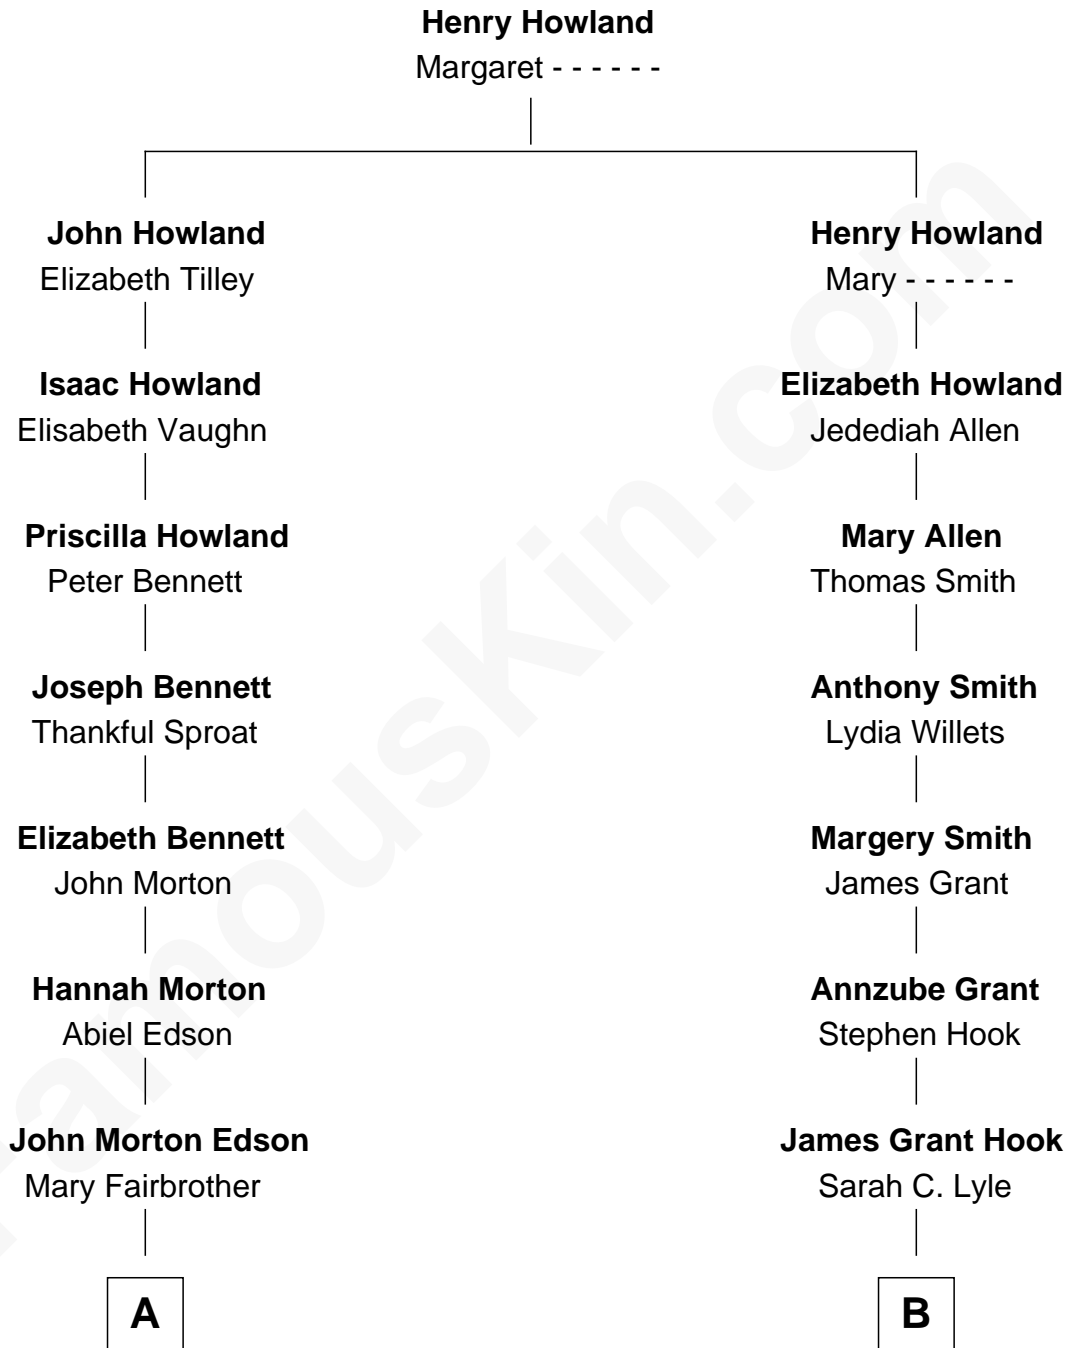 Henry Howland
Margaret - - - - - -
John Howland
Elizabeth Tilley
Henry Howland
Mary - - - - - -
Isaac Howland
Elisabeth Vaughn
Elizabeth Howland
Jedediah Allen
Priscilla Howland
Peter Bennett
Mary Allen
Thomas Smith
Joseph Bennett
Thankful Sproat
Anthony Smith
Lydia Willets
Elizabeth Bennett
John Morton
Margery Smith
James Grant
Hannah Morton
Abiel Edson
Annzube Grant
Stephen Hook
John Morton Edson
Mary Fairbrother
James Grant Hook
Sarah C. Lyle
A
B
FamousKin.com